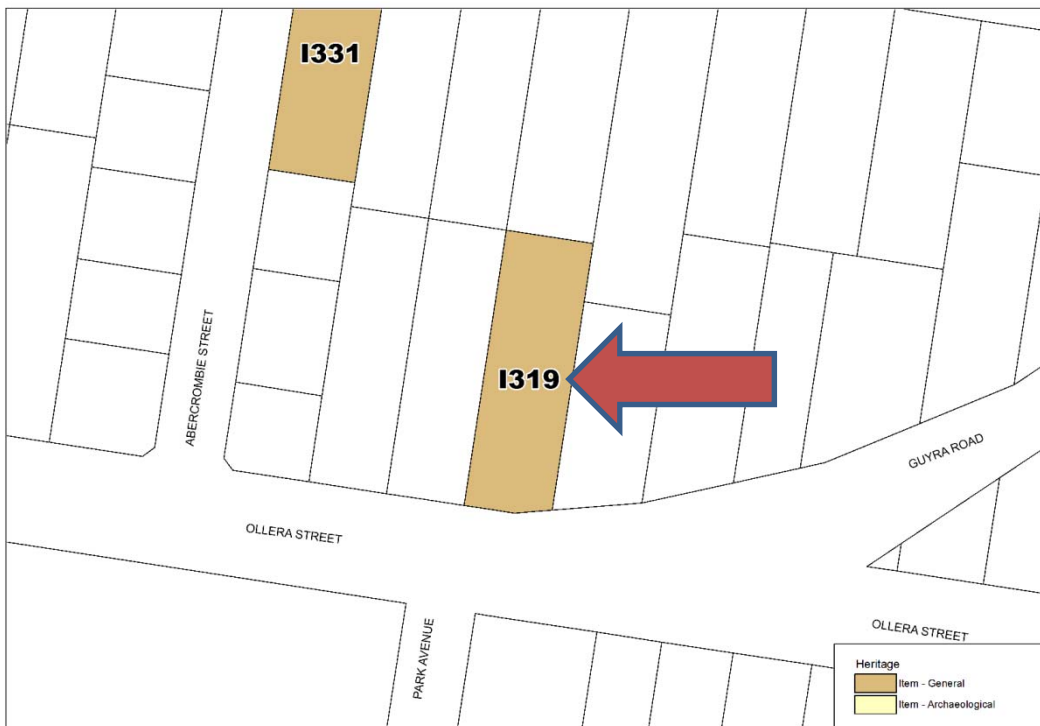 I331
ABERCROMBIE STREET
I319
GUYRA ROAD
OLLERA STREET
PARK AVENUE
OLLERA STREET
Heritage
Item - General
Item - Archaeological